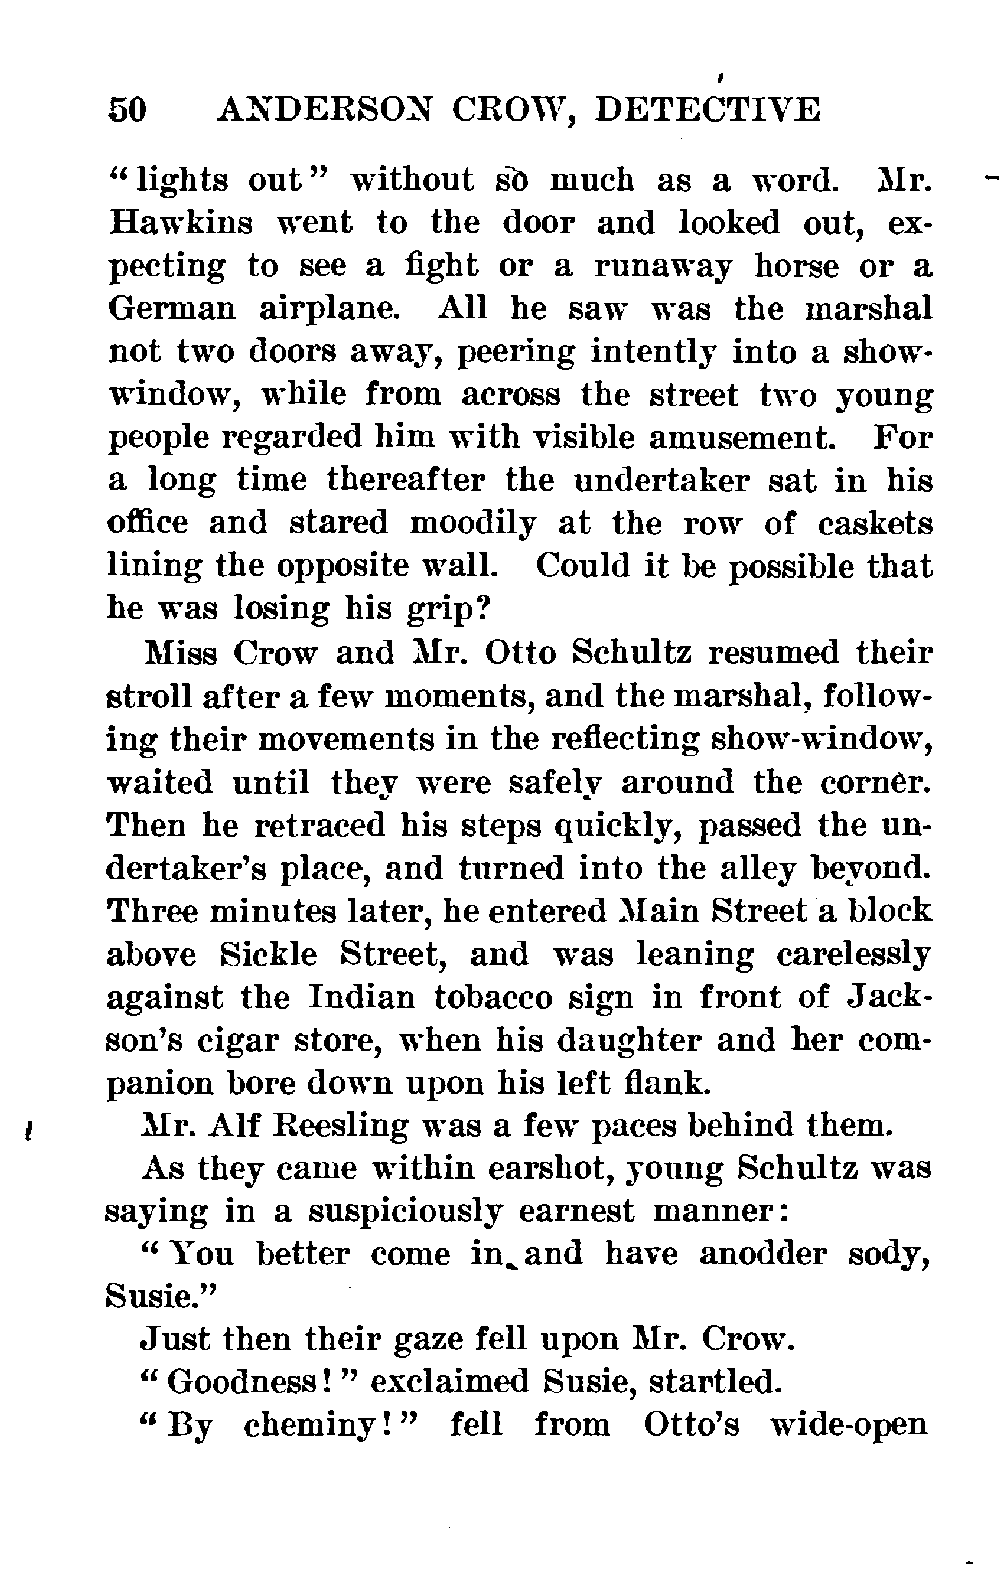 50 ANDERSON CROW, DETECTIVE
“lights out” without so much as a word. Mr.
Hawkins went to the door and looked out, ex-
pecting to see a fight or a runaway horse or a
German airplane. All he saw was the marshal
not two doors away, peering intently into a show-
window, while from across the street two young
people regarded him with visible amusement. For
a long time thereafter the undertaker sat in his
office and stared moodily at the row of caskets
lining the opposite wall. Could it be possible that
he was losing his grip?
Miss Crow and Mr. Otto Schultz resumed their
stroll after a few moments, and the marshal, follow-
ing their movements in the reflecting show-window,
waited until they were safely around the corner.
Then he retraced his steps quickly, passed the un-
dertaker's place, and turned into the alley beyond.
Three minutes later, he entered Main Street a block
above Sickle Street, and was leaning carelessly
against the Indian tobacco sign in front of Jack-
son's cigar store, when his daughter and her com-
panion bore down upon his left flank.
Mr. Alf Reesling was a few paces behind them.
As they came within earshot, young Schultz was
saying in a suspiciously earnest manner:
“You better come in and have anodder sody,
Susie.”
Just then their gaze fell upon Mr. Crow.
“Goodness!” exclaimed Susie, startled.
“By cheminy!” fell from Otto's wide-open